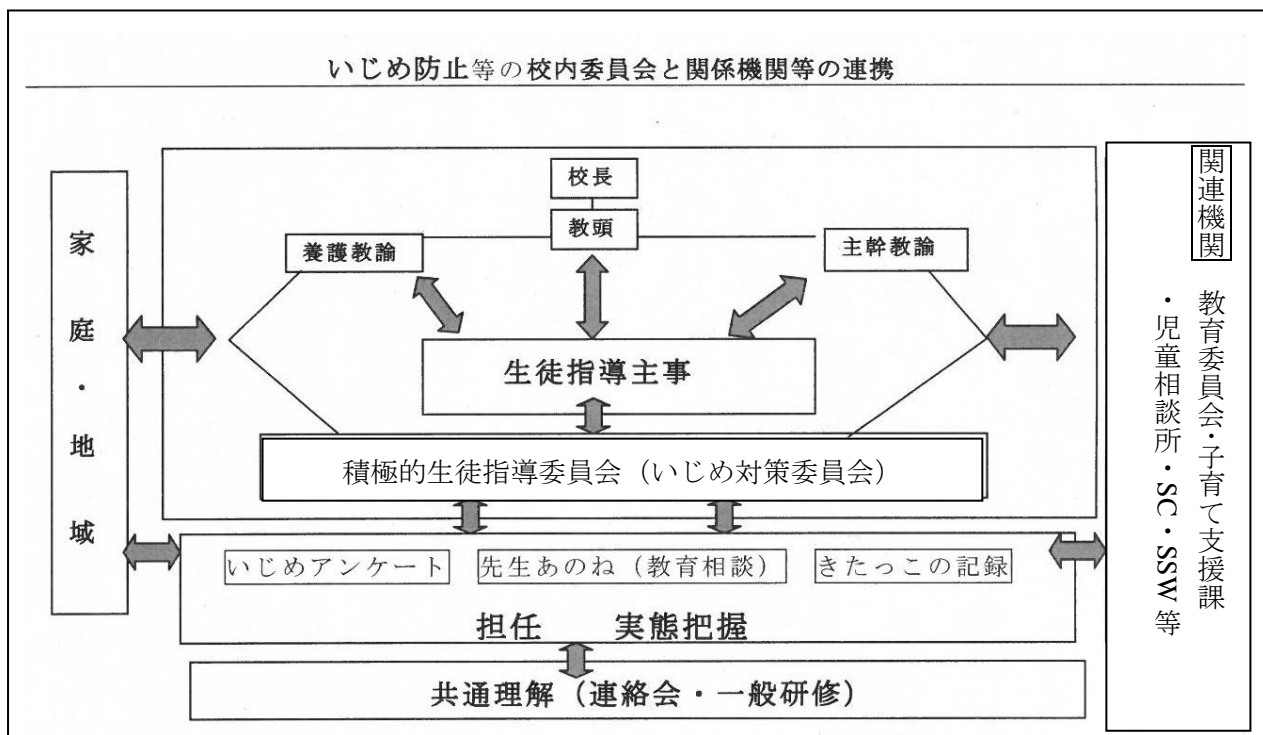 いじめ防止等の校内委員会と関係機関等の連携
校長
教頭
養護教諭
主幹教諭
生徒指導主事
積極的生徒指導委員会（いじめ対策委員会）
家庭・地域
関連機関 教育委員会・子育て支援課
・児童相談所・SC・SSW等
いじめアンケート
先生あのね（教育相談）
きたっこの記録
担任 実態把握
共通理解（連絡会・一般研修）